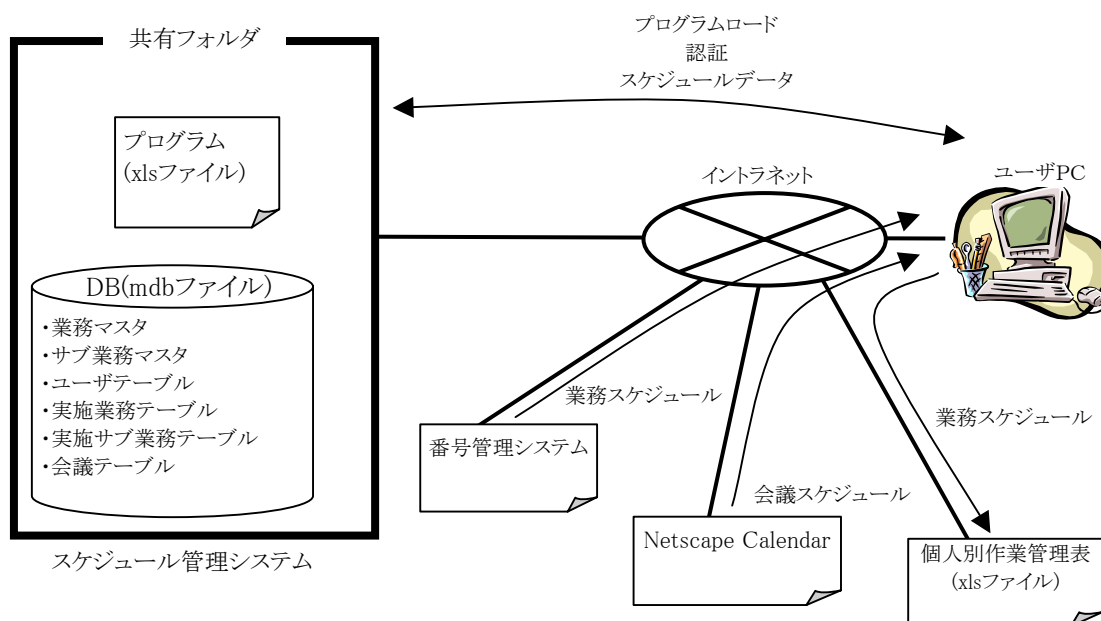 共有フォルダ
プログラム
(xlsファイル)
DB(mdbファイル)
・業務マスタ
・サブ業務マスタ
・ユーザテーブル
・実施業務テーブル
・実施サブ業務テーブル
・会議テーブル
スケジュール管理システム
プログラムロード
認証
スケジュールデータ
イントラネット
ユーザPC
業務スケジュール
番号管理システム
会議スケジュール
Netscape Calendar
業務スケジュール
個人別作業管理表
(xlsファイル)